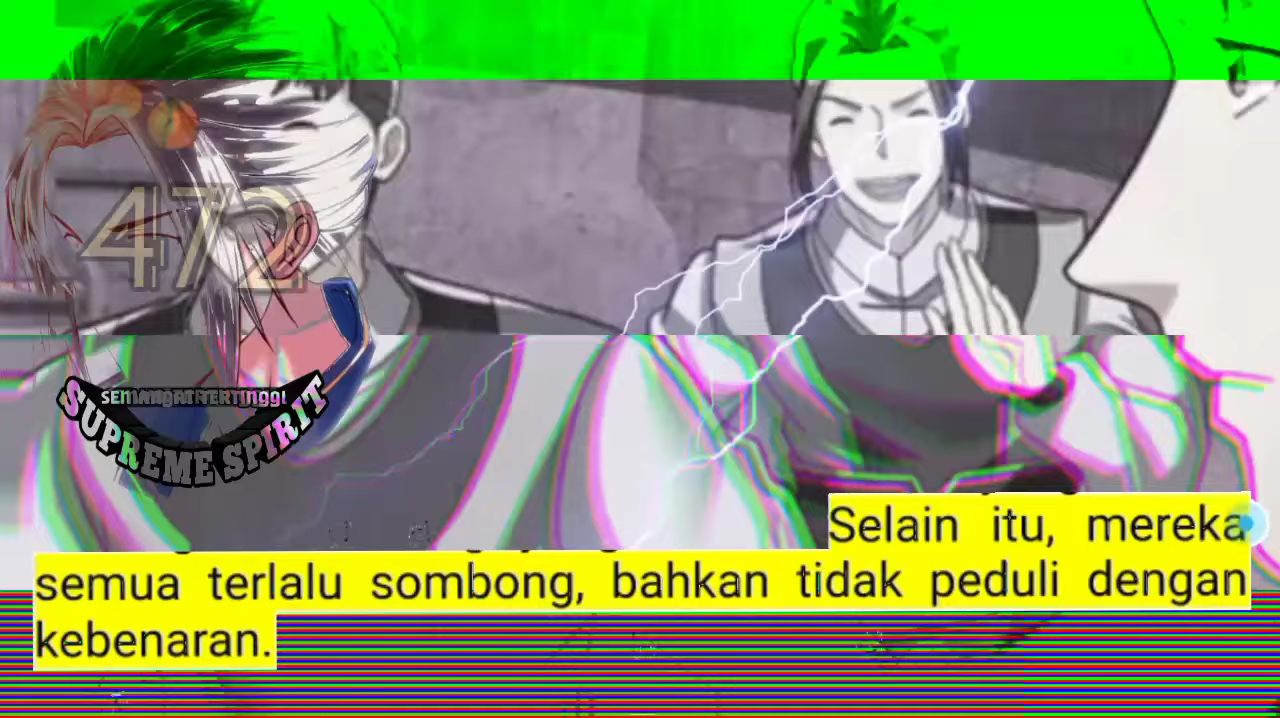 472
SEMANGAT TERTINGGI
SUPREME SPIRIT
Selain itu, mereka
semua terlalu sombong, bahkan tidak peduli dengan
kebenaran.